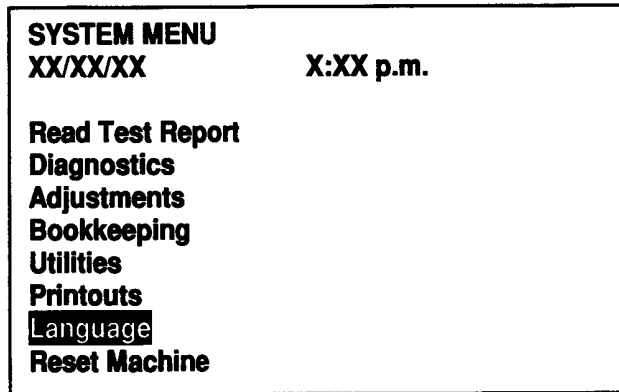 SYSTEM MENU
XX/XX/XX X:XX p.m.
Read Test Report
Diagnostics
Adjustments
Bookkeeping
Utilities
Printouts
Language
Reset Machine